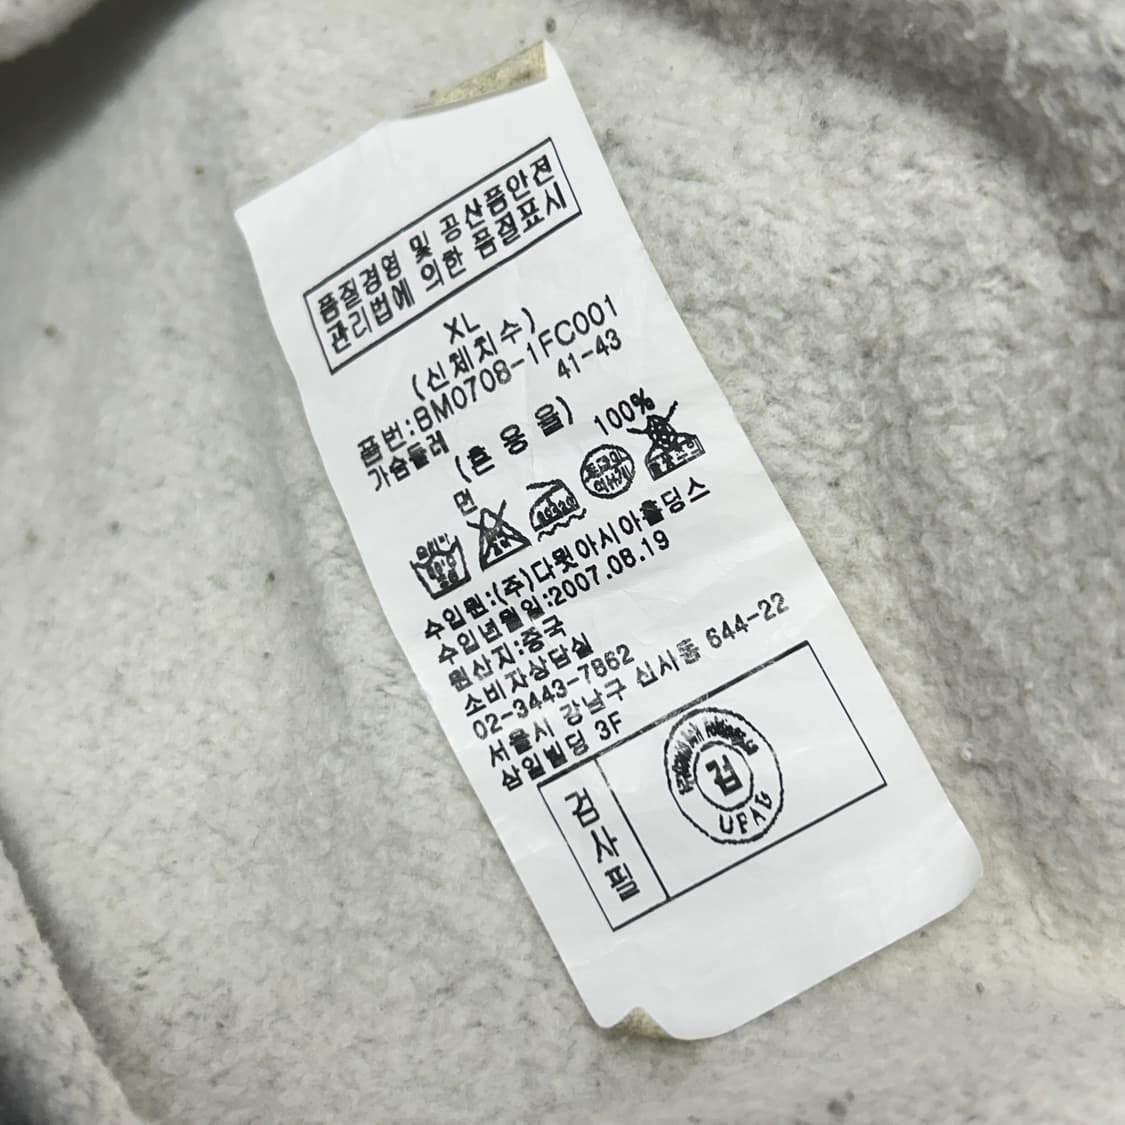 품질경영 및 공산품안전
관리법에 의한 품질표시
XL
(신체치수)
품번:BM0708-1FC001
가슴둘레 41-43
(혼 용 율)
면 100%
수입원:(주)다윗아시아홀딩스
수입년월일:2007.08.19
원산지:중국
소비자상담실
02-3443-7862
서울시 강남구 신사동 644-22
삼일빌딩 3F
검사필
검